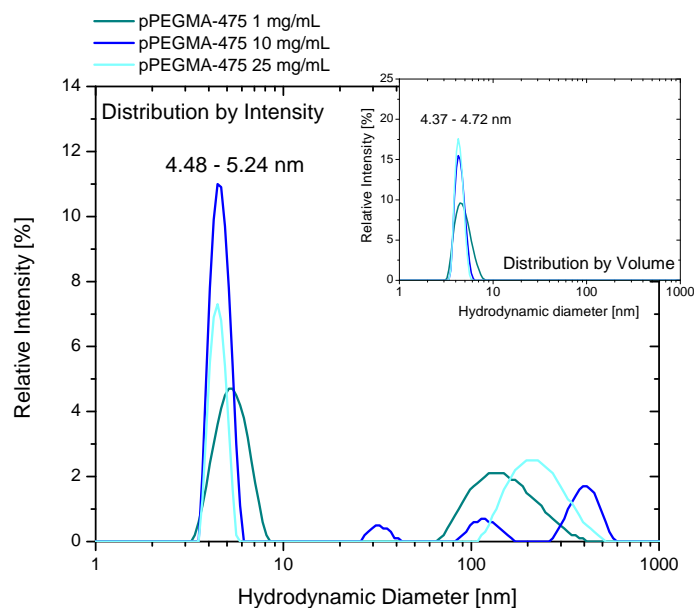 pPEGMA-475 1 mg/mL
pPEGMA-475 10 mg/mL
pPEGMA-475 25 mg/mL
14
12
10
8
6
4
2
0
Relative Intensity [%]
Distribution by Intensity
4.48 - 5.24 nm
1
10
100
1000
Hydrodynamic Diameter [nm]
25
20
15
10
5
0
Relative Intensity [%]
4.37 - 4.72 nm
Distribution by Volume
1
10
100
1000
Hydrodynamic diameter [nm]